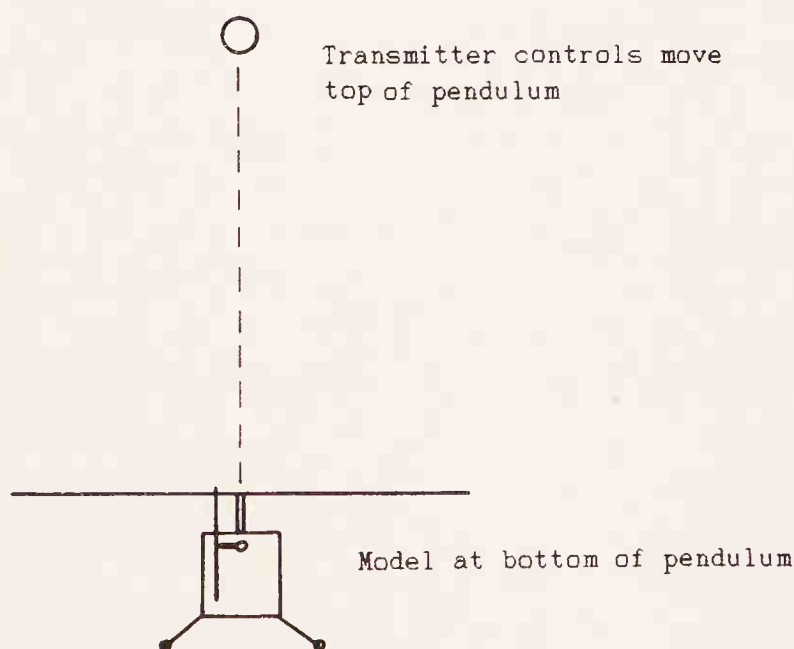 Transmitter controls move
top of pendulum
Model at bottom of pendulum